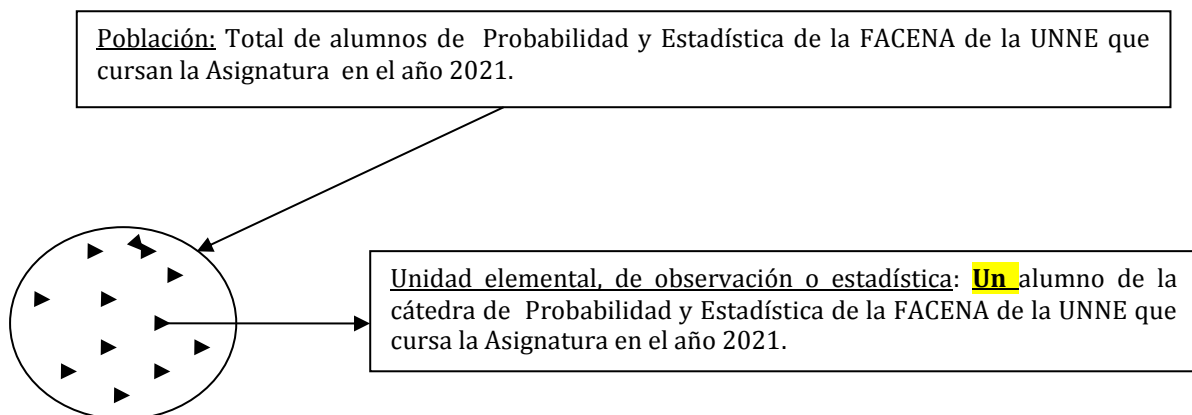 Población: Total de alumnos de Probabilidad y Estadística de la FACENA de la UNNE que
cursan la Asignatura en el año 2021.
Unidad elemental, de observación o estadística: Un alumno de la
cátedra de Probabilidad y Estadística de la FACENA de la UNNE que
cursa la Asignatura en el año 2021.